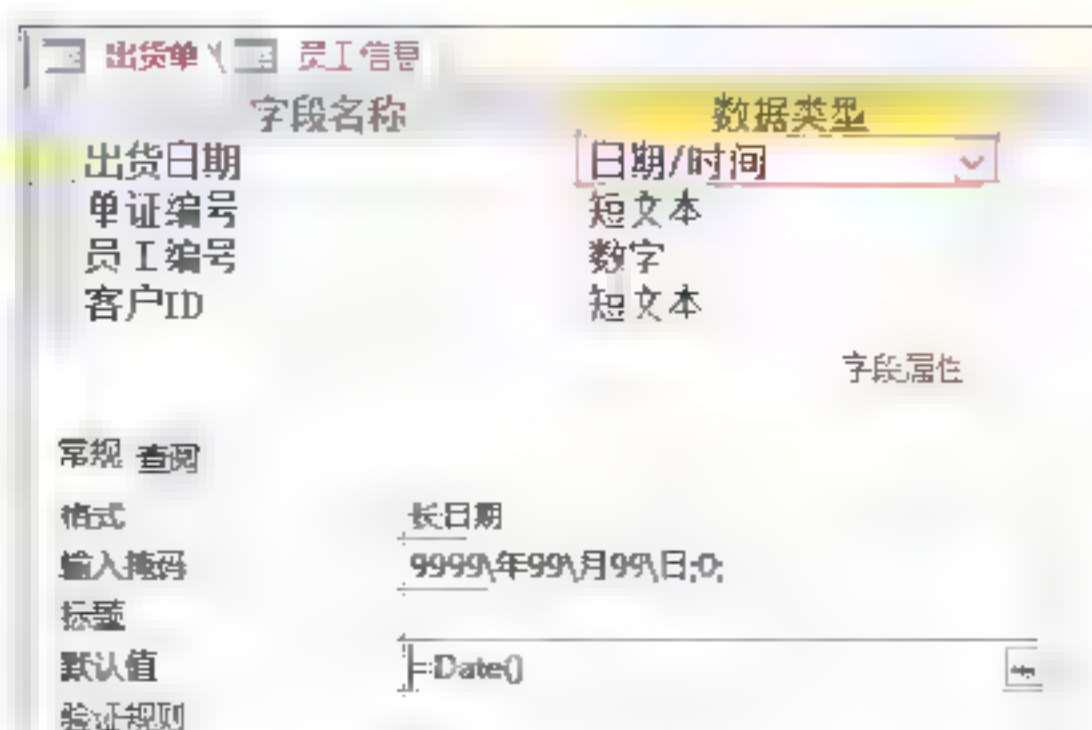 出货单 员工信息
字段名称 数据类型
出货日期 日期/时间
单证编号 短文本
员工编号 数字
客户ID 短文本
字段属性
常规 查阅
格式 长日期
输入掩码 9999\年99\月99\日;0;
标题
默认值 =Date()
验证规则